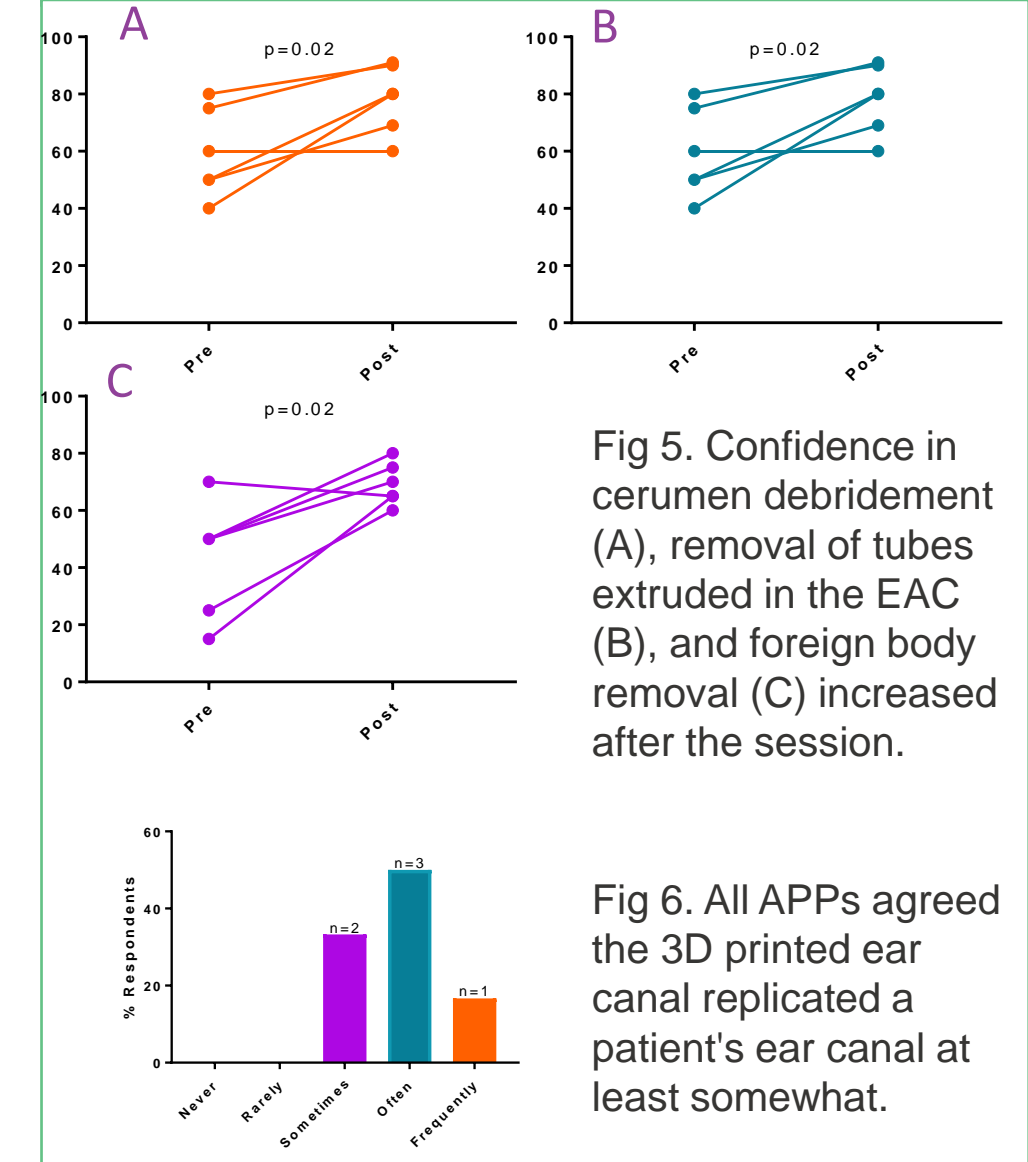 A
p=0.02
100
80
60
40
20
0
Pre
Post
B
p=0.02
100
80
60
40
20
0
Pre
Post
C
p=0.02
100
80
60
40
20
0
Pre
Post
Fig 5. Confidence in
cerumen debridement
(A), removal of tubes
extruded in the EAC
(B), and foreign body
removal (C) increased
after the session.
% Respondents
60
40
20
0
n=2
n=3
n=1
Never
Rarely
Sometimes
Often
Frequently
Fig 6. All APPs agreed
the 3D printed ear
canal replicated a
patient's ear canal at
least somewhat.